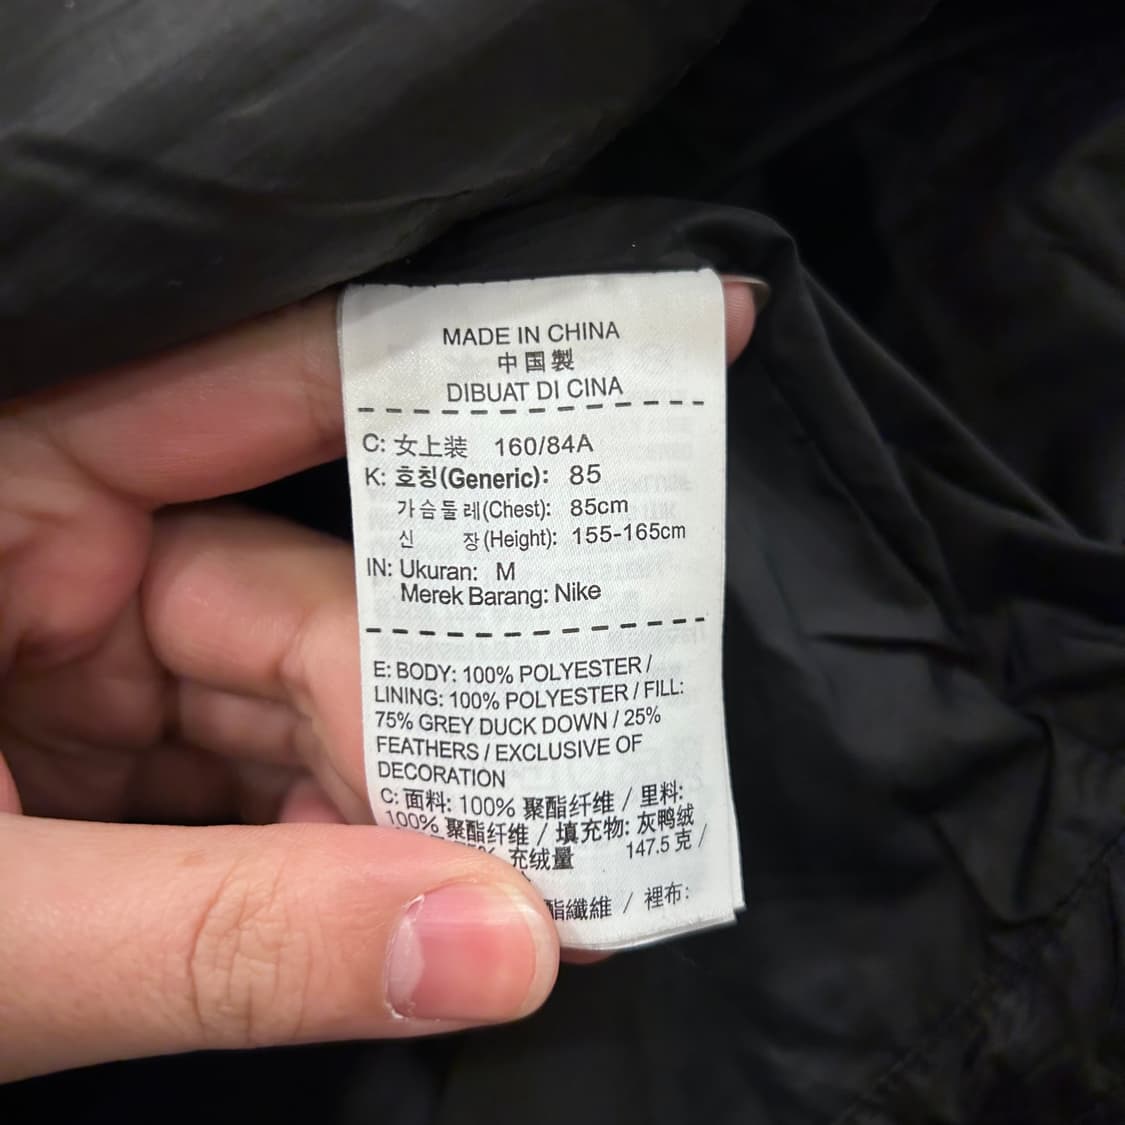 MADE IN CHINA
中国製
DIBUAT DI CINA
C: 女上装 160/84A
K: 호칭(Generic): 85
가슴둘레(Chest): 85cm
신 장(Height): 155-165cm
IN: Ukuran: M
Merek Barang: Nike
E: BODY: 100% POLYESTER /
LINING: 100% POLYESTER / FILL:
75% GREY DUCK DOWN / 25%
FEATHERS / EXCLUSIVE OF
DECORATION
C: 面料: 100% 聚酯纤维 / 里料:
100% 聚酯纤维 / 填充物: 灰鸭绒
充绒量 147.5 克 /
酯纖維 / 裡布: